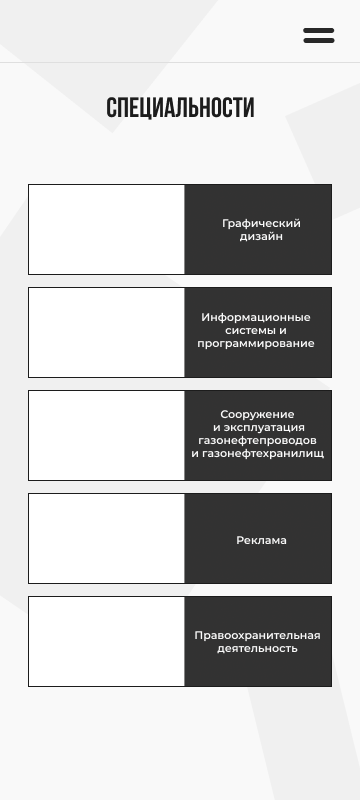 СПЕЦИАЛЬНОСТИ
Графический
дизайн
Информационные
системы и
программирование
Сооружение
и эксплуатация
газонефтепроводов
и газонефтехранилищ
Реклама
Правоохранительная
деятельность